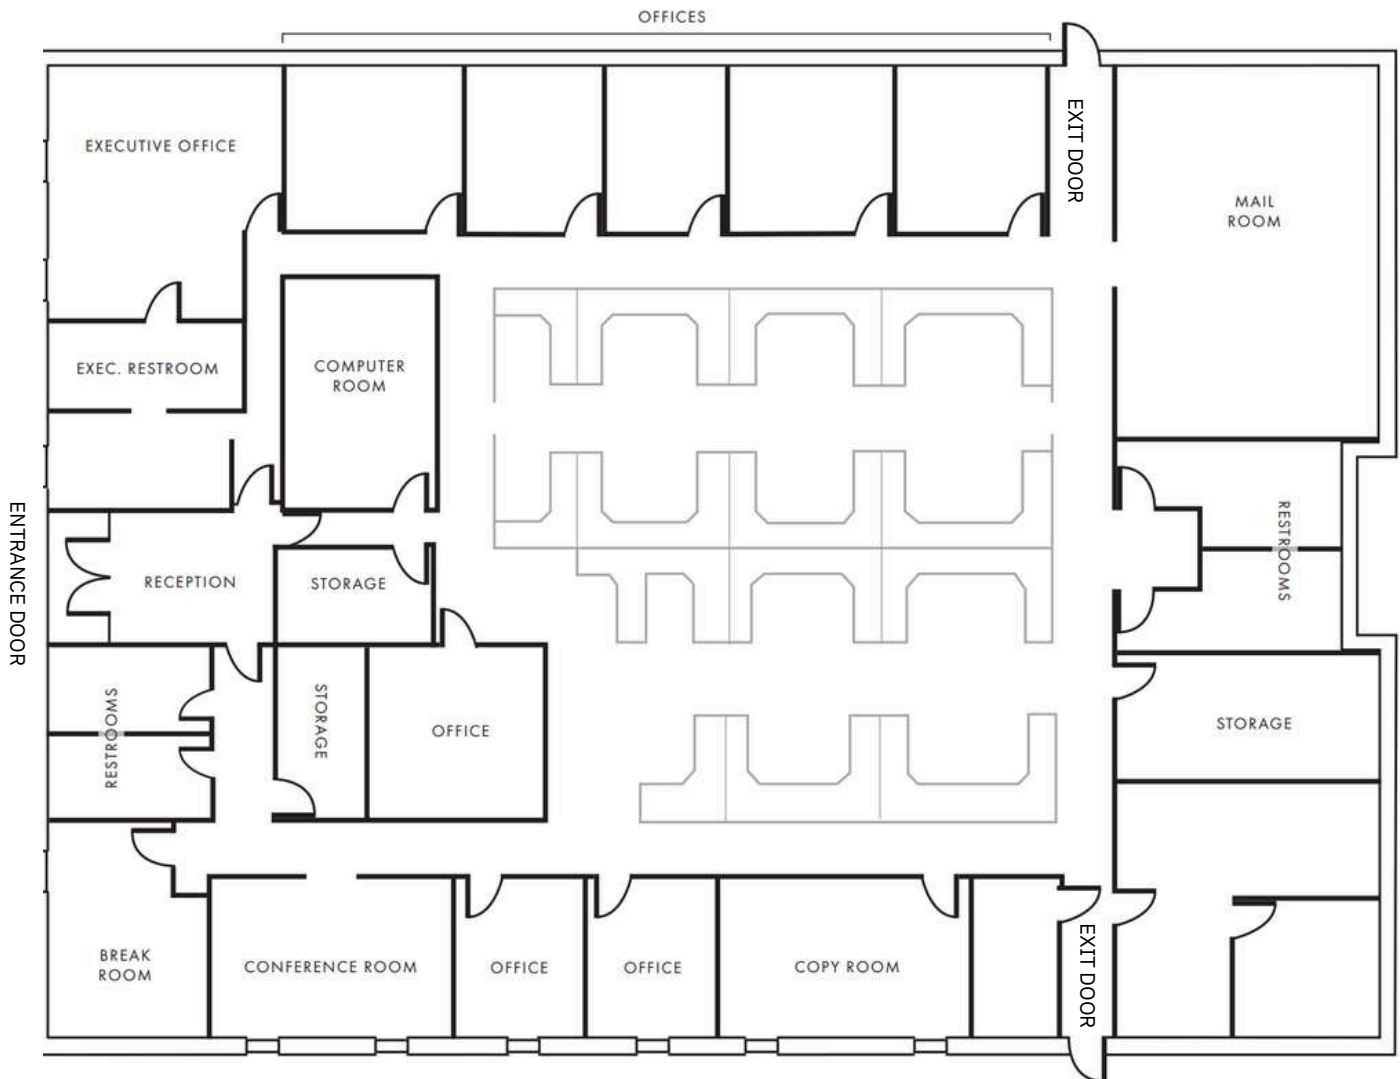 OFFICES
EXIT DOOR
EXECUTIVE OFFICE
MAIL
ROOM
EXEC. RESTROOM
COMPUTER
ROOM
ENTRANCE DOOR
RECEPTION
STORAGE
RESTROOMS
RESTROOMS
STORAGE
OFFICE
STORAGE
BREAK
ROOM
CONFERENCE ROOM
OFFICE
OFFICE
COPY ROOM
EXIT DOOR